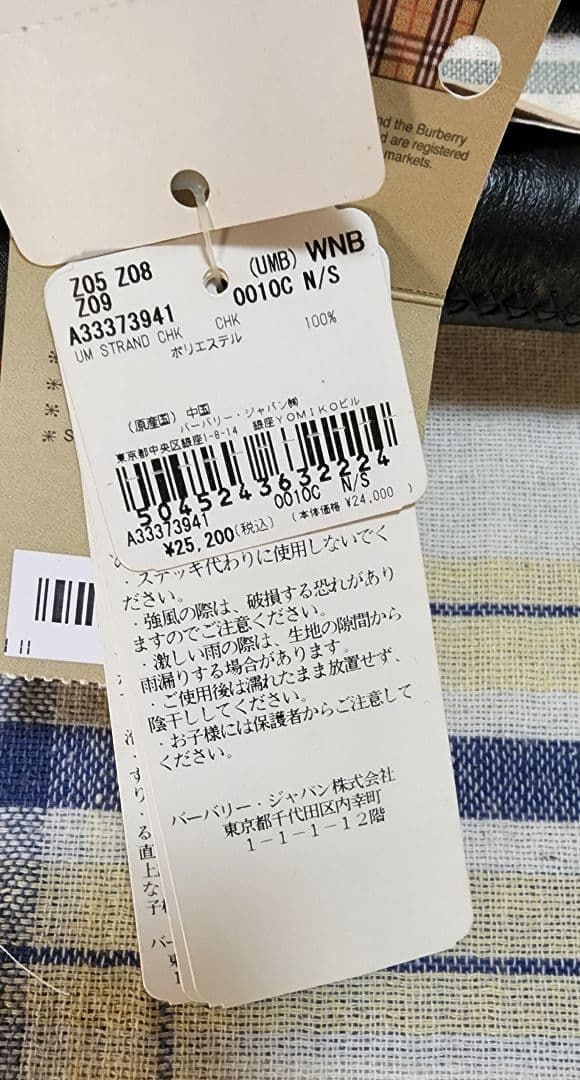 nd the Burberry
d are registered
markets.
Z05 Z08
(UMB) WNB
Z09
0010C N/S
A33373941
UM STRAND CHK CHK
ポリエステル 100%
(原産国) 中国
バーバリー・ジャパン㈱
東京都中央区銀座1-8-14 銀座YOMIKOビル
5045243632224
A33373941 0010C N/S
¥25,200(税込) (本体価格 ¥24,000 )
・ステッキ代わりに使用しないでく
ださい。
・強風の際は、破損する恐れがあり
ますのでご注意ください。
・激しい雨の際は、生地の隙間から
雨漏りする場合があります。
・ご使用後は濡れたまま放置せず、
陰干ししてください。
・お子様には保護者からご注意して
ください。
バーバリー・ジャパン株式会社
東京都千代田区内幸町
1-1-1-12階